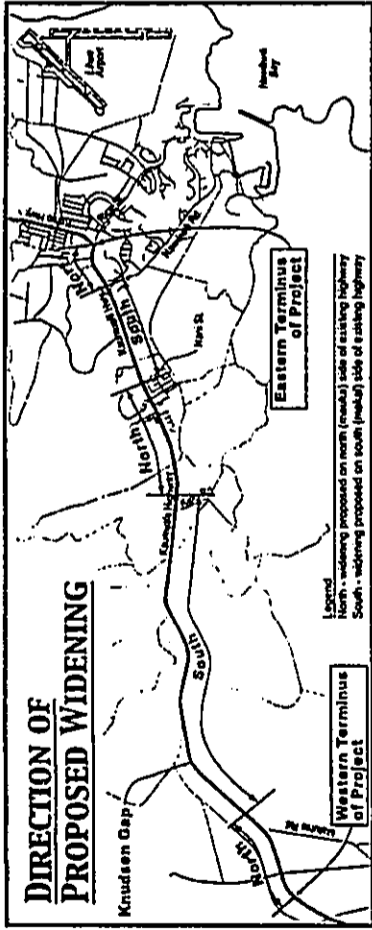 DIRECTION OF
PROPOSED WIDENING
Knudsen Gap
North
South
Kaumualii Highway
North
South
North
Eastern Terminus
of Project
Western Terminus
of Project
Legend
North - widening proposed on north (mauka) side of existing highway
South - widening proposed on south (makai) side of existing highway
Airport
Bay